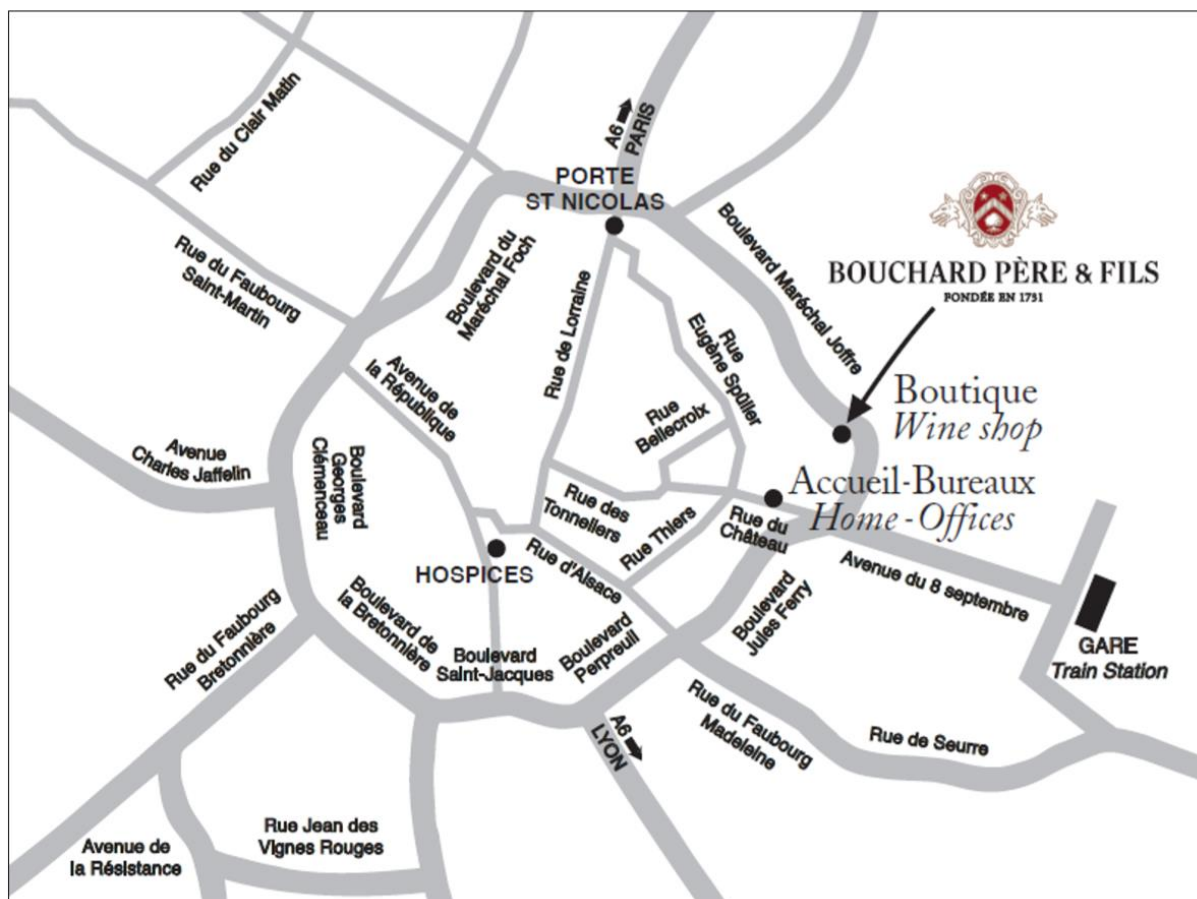 A6
PARIS
PORTE
ST NICOLAS
Rue du Clair Matin
BOUCHARD PÈRE & FILS
FONDÉE EN 1731
Boulevard du
Maréchal Foch
Boulevard Maréchal Joffre
Rue du Faubourg
Saint-Martin
Rue de Lorraine
Rue
Eugène Spüller
Avenue de
la République
Rue
Bellecroix
Boutique
Wine shop
Avenue
Charles Jaffelin
Boulevard
Georges
Clémenceau
Rue des
Tonnellers
Rue Thiers
Rue du
Château
Accueil-Bureaux
Home - Offices
HOSPICES
Rue d'Alsace
Avenue du 8 septembre
Rue du Faubourg
Bretonnière
Boulevard de
la Bretonnière
Boulevard
Saint-Jacques
Boulevard
Perpreuil
Boulevard
Jules Ferry
GARE
Train Station
A6
LYON
Rue du Faubourg
Madeleine
Rue de Seurre
Avenue de
la Résistance
Rue Jean des
Vignes Rouges